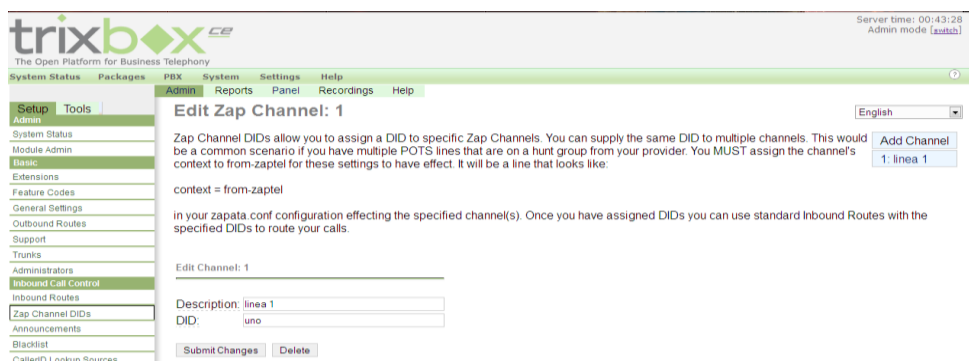 trixbox CE
The Open Platform for Business Telephony
Server time: 00:43:28
Admin mode [switch]
System Status Packages PBX System Settings Help ?
Admin Reports Panel Recordings Help
Setup Tools
Admin
System Status
Module Admin
Basic
Extensions
Feature Codes
General Settings
Outbound Routes
Support
Trunks
Administrators
Inbound Call Control
Inbound Routes
Zap Channel DIDs
Announcements
Blacklist
CallerID Lookup Sources
Edit Zap Channel: 1
English
Zap Channel DIDs allow you to assign a DID to specific Zap Channels. You can supply the same DID to multiple channels. This would
be a common scenario if you have multiple POTS lines that are on a hunt group from your provider. You MUST assign the channel's
context to from-zaptel for these settings to have effect. It will be a line that looks like:
context = from-zaptel
in your zapata.conf configuration effecting the specified channel(s). Once you have assigned DIDs you can use standard Inbound Routes with the
specified DIDs to route your calls.
Add Channel
1: linea 1
Edit Channel: 1
Description: linea 1
DID: uno
Submit Changes Delete